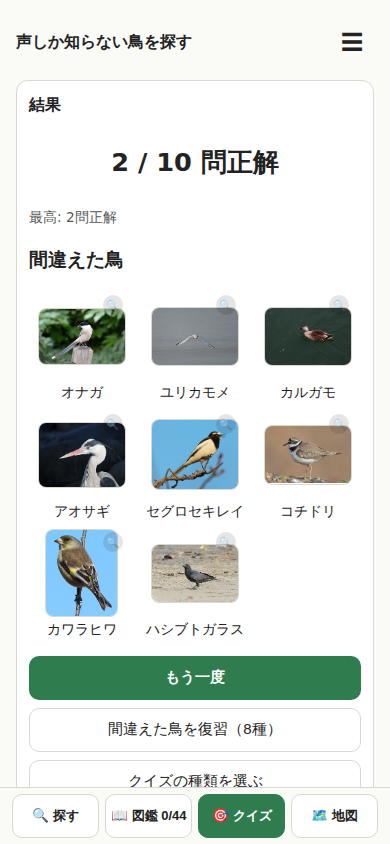 声しか知らない鳥を探す
結果
2 / 10 問正解
最高: 2問正解
間違えた鳥
オナガ ユリカモメ カルガモ
アオサギ セグロセキレイ コチドリ
カワラヒワ ハシブトガラス
もう一度
間違えた鳥を復習（8種）
クイズの種類を選ぶ
探す 図鑑 0/44 クイズ 地図